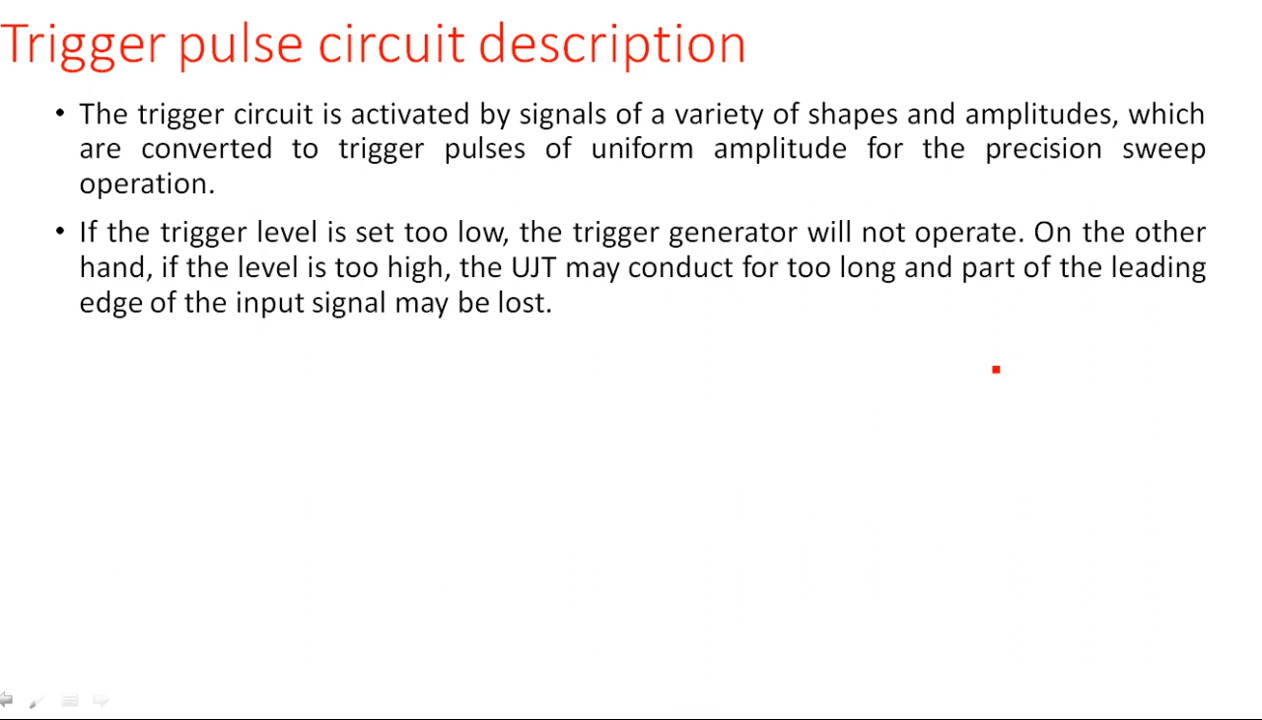 Trigger pulse circuit description
• The trigger circuit is activated by signals of a variety of shapes and amplitudes, which
are converted to trigger pulses of uniform amplitude for the precision sweep
operation.
• If the trigger level is set too low, the trigger generator will not operate. On the other
hand, if the level is too high, the UJT may conduct for too long and part of the leading
edge of the input signal may be lost.